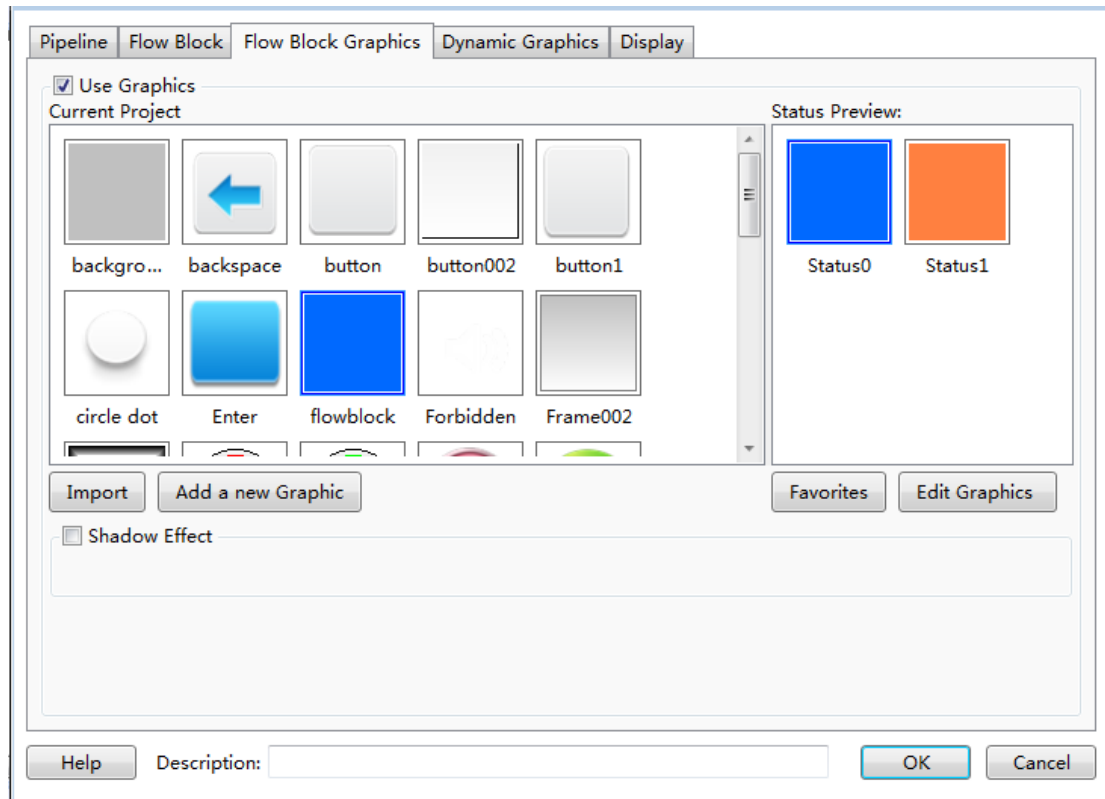 Pipeline Flow Block Flow Block Graphics Dynamic Graphics Display
Use Graphics
Current Project Status Preview:
backgro... backspace button button002 button1 Status0 Status1
circle dot Enter flowblock Forbidden Frame002
Import Add a new Graphic Favorites Edit Graphics
Shadow Effect
Help Description: OK Cancel